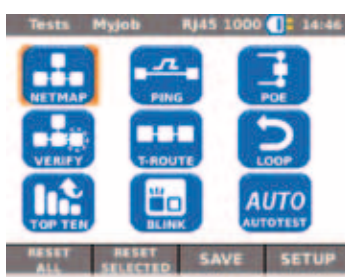 Tests MyJob RJ45 1000 14:46
NETMAP PING POE
VERIFY T-ROUTE LOOP
TOP TEN BLINK AUTO
AUTOTEST
RESET ALL RESET SELECTED SAVE SETUP